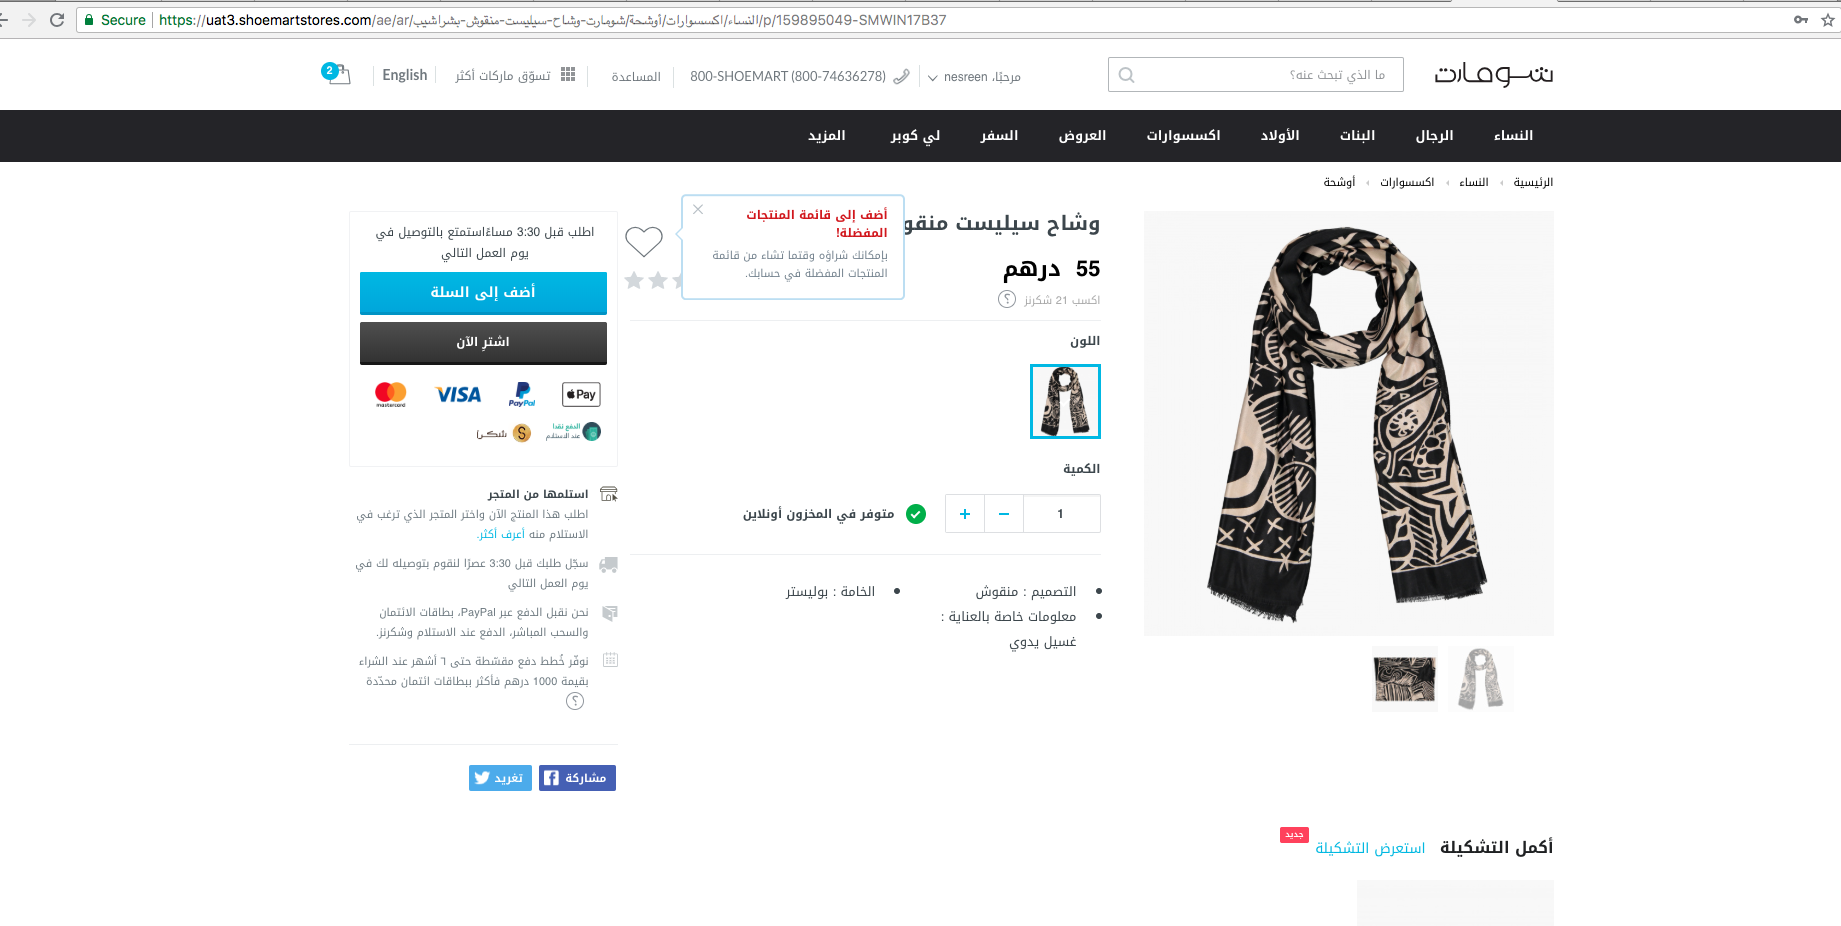 Secure
https://uat3.shoemartstores.com/ae/ar/شومارت-وشاح-سيليست-منقوش-بشراشيب/النساء/اكسسوارات/أوشحة/p/159895049-SMWIN17B37
شومارت
ما الذي تبحث عنه؟
مرحبًا، nesreen
800-SHOEMART (800-74636278)
المساعدة
تسوّق ماركات أكثر
English
2
النساء
الرجال
البنات
الأولاد
اكسسوارات
العروض
السفر
لي كوبر
المزيد
الرئيسية
النساء
اكسسوارات
أوشحة
وشاح سيليست منقو
55 درهم
اكسب 21 شكرنز
؟
أضف إلى قائمة المنتجات
المفضلة!
بإمكانك شراؤه وقتما تشاء من قائمة
المنتجات المفضلة في حسابك.
اللون
الكمية
1
متوفر في المخزون أونلاين
التصميم : منقوش
الخامة : بوليستر
معلومات خاصة بالعناية :
غسيل يدوي
اطلب قبل 3:30 مساءًاستمتع بالتوصيل في
يوم العمل التالي
أضف إلى السلة
اشترِ الآن
Pay
PayPal
VISA
mastercard
الدفع نقدا
عند الاستلام
S
استلمها من المتجر
اطلب هذا المنتج الآن واختر المتجر الذي ترغب في
الاستلام منه أعرف أكثر.
سجّل طلبك قبل 3:30 عصرًا لنقوم بتوصيله لك في
يوم العمل التالي
نحن نقبل الدفع عبر PayPal، بطاقات الائتمان
والسحب المباشر، الدفع عند الاستلام وشكرنز.
نوفّر خُطط دفع مقسّطة حتى ٦ أشهر عند الشراء
بقيمة 1000 درهم فأكثر ببطاقات ائتمان محدّدة
؟
مشاركة
تغريد
أكمل التشكيلة
استعرض التشكيلة
جديد